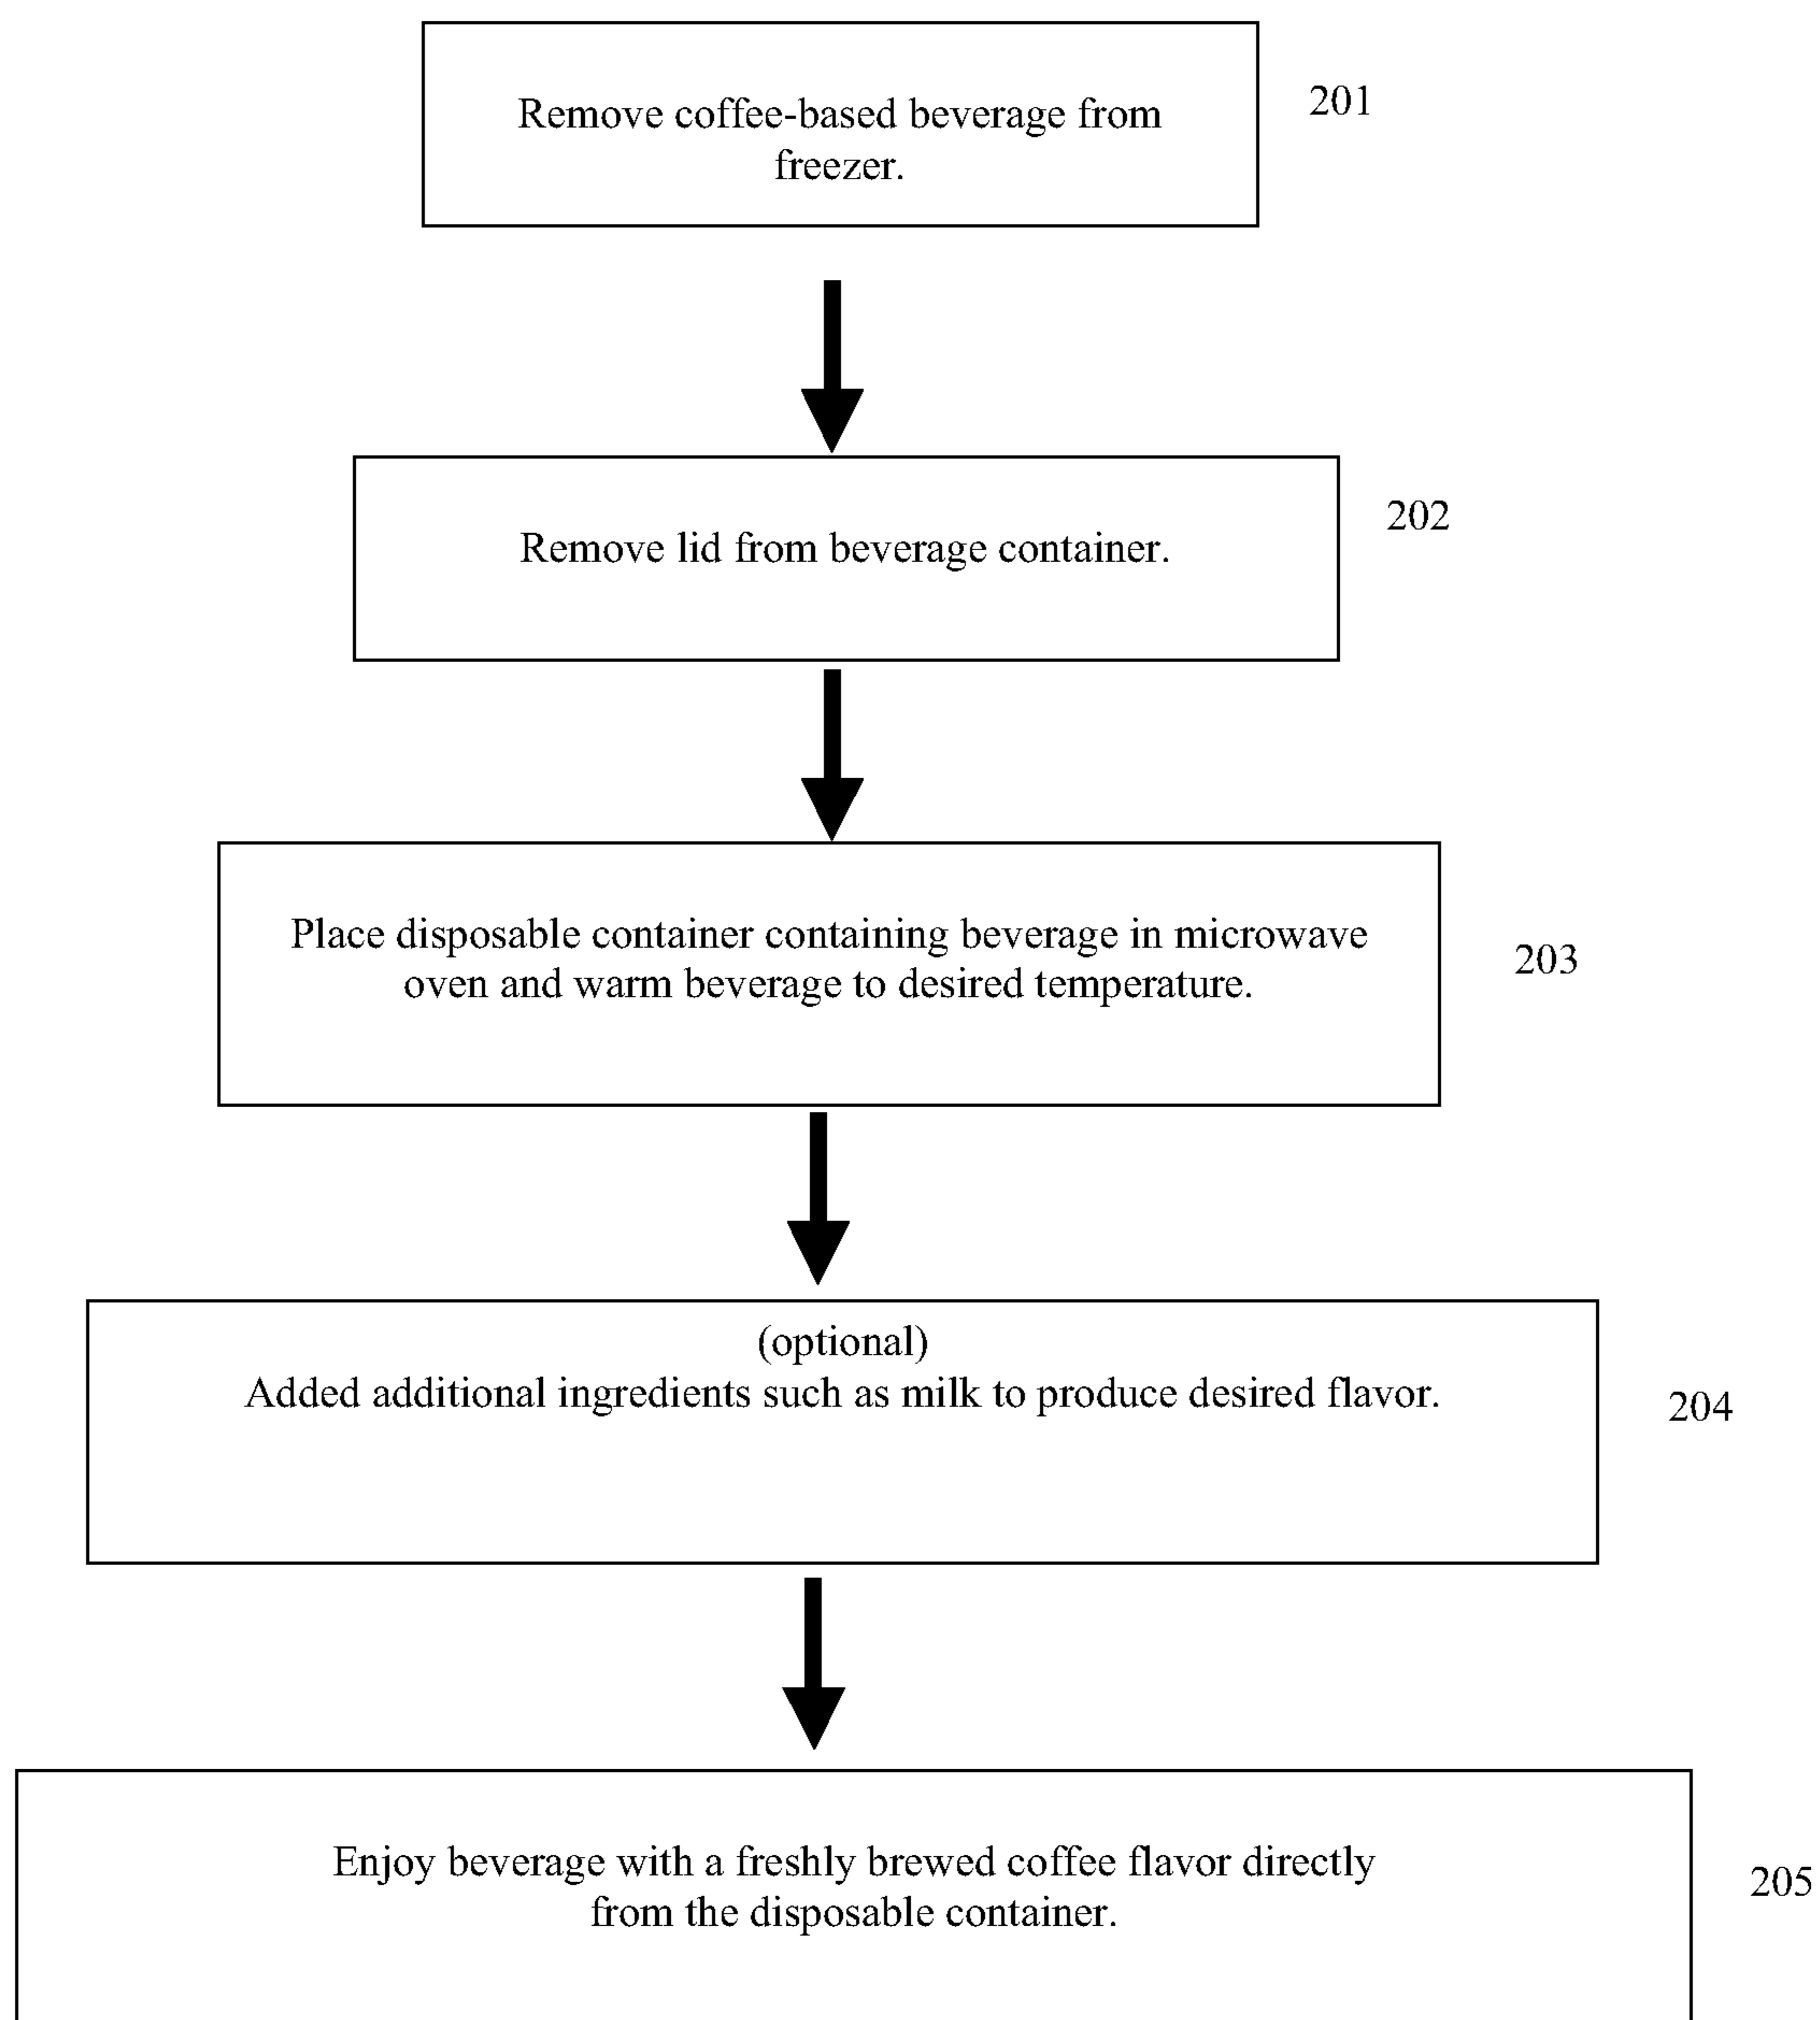 Remove coffee-based beverage from
freezer.
201
Remove lid from beverage container.
202
Place disposable container containing beverage in microwave
oven and warm beverage to desired temperature.
203
(optional)
Added additional ingredients such as milk to produce desired flavor.
204
Enjoy beverage with a freshly brewed coffee flavor directly
from the disposable container.
205